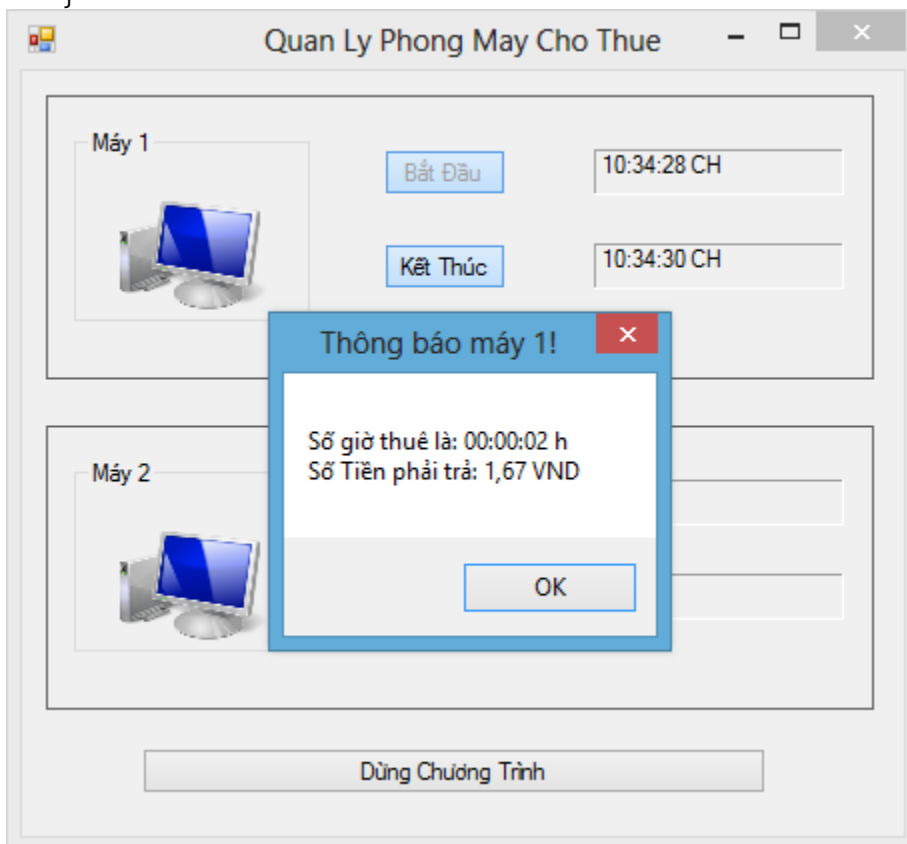 Quan Ly Phong May Cho Thue
Máy 1
Bắt Đầu
10:34:28 CH
Kết Thúc
10:34:30 CH
Thông báo máy 1!
Số giờ thuê là: 00:00:02 h
Số Tiền phải trả: 1,67 VND
OK
Máy 2
Dừng Chương Trình